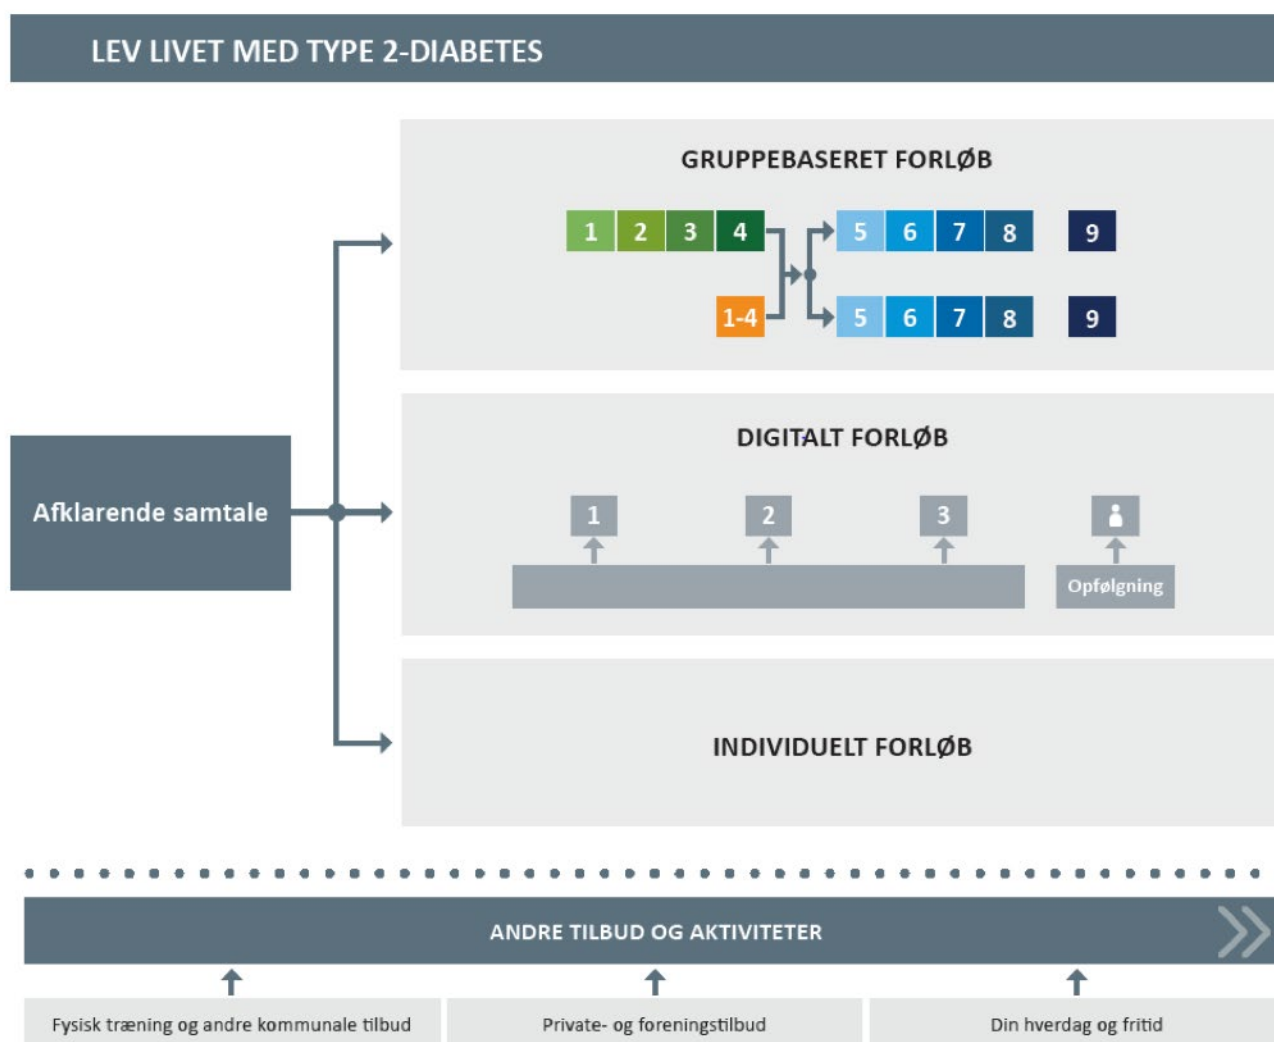 LEV LIVET MED TYPE 2-DIABETES
GRUPPEBASERET FORLØB
1 2 3 4 5 6 7 8 9
1-4 5 6 7 8 9
DIGITALT FORLØB
Afklarende samtale
1 2 3
Opfølgning
INDIVIDUELT FORLØB
ANDRE TILBUD OG AKTIVITETER
Fysisk træning og andre kommunale tilbud
Private- og foreningstilbud
Din hverdag og fritid